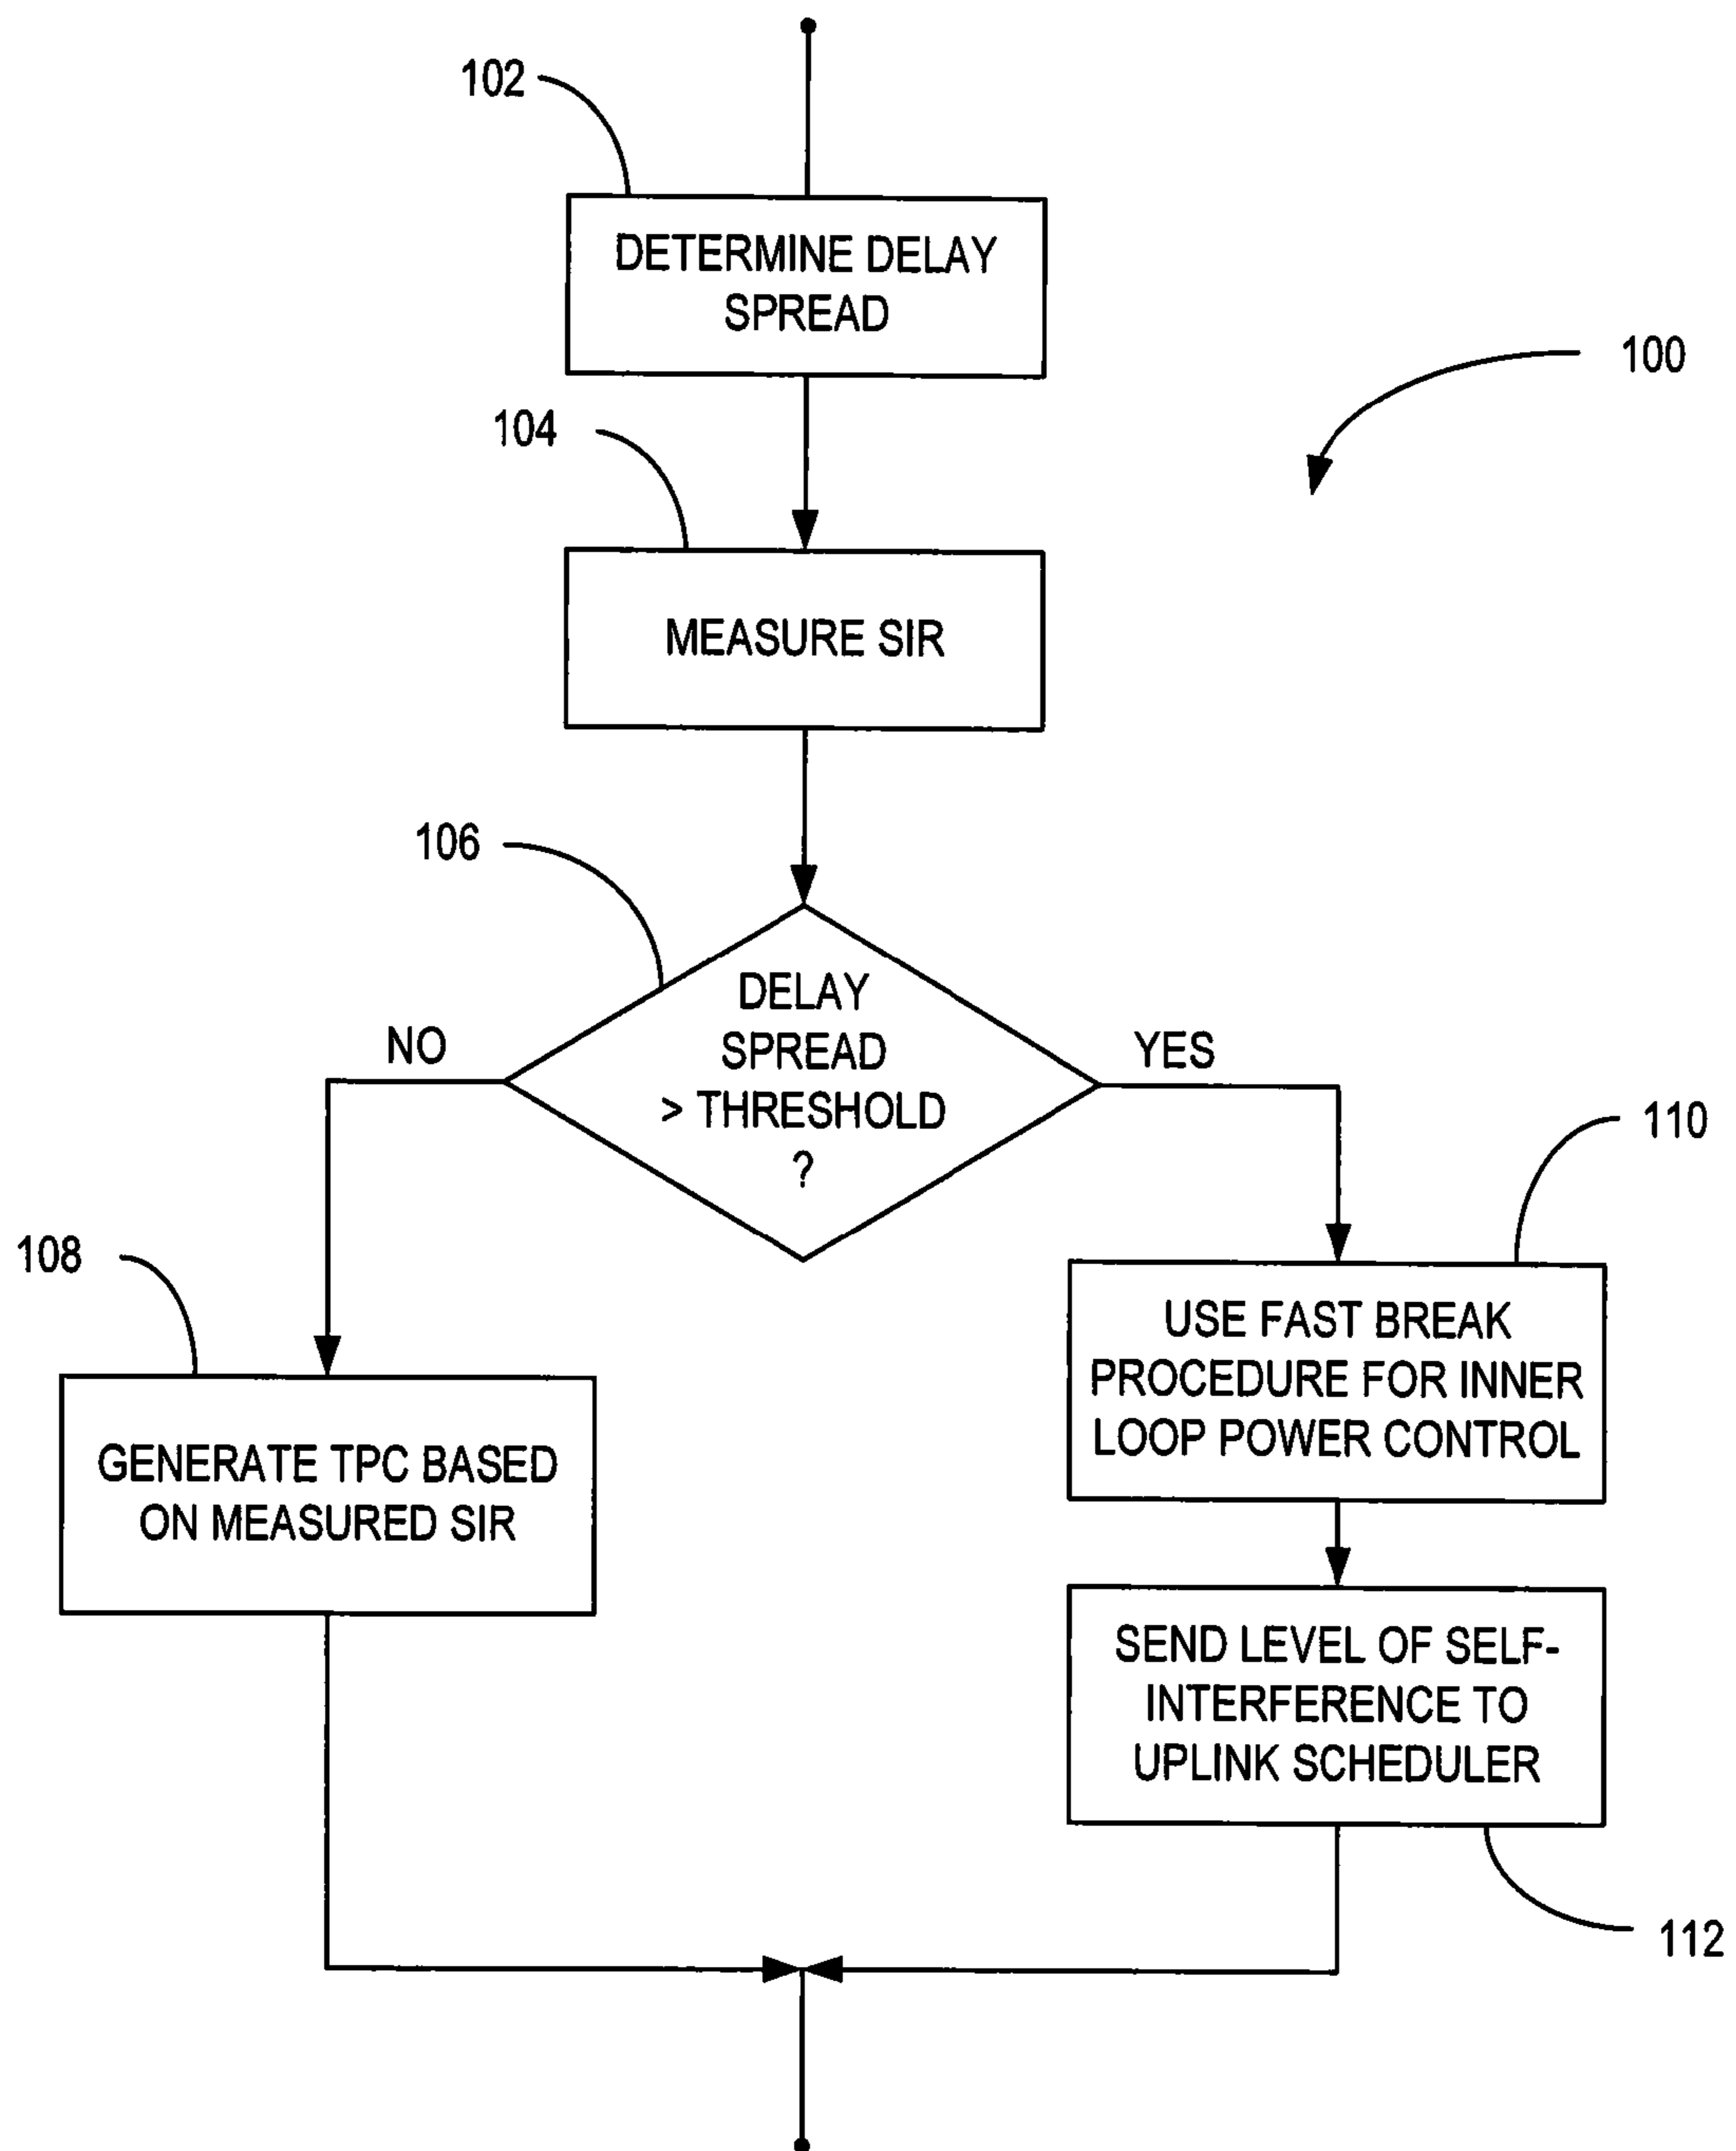 102
DETERMINE DELAY
SPREAD
100
104
MEASURE SIR
106
DELAY
SPREAD
> THRESHOLD
?
NO
YES
110
108
USE FAST BREAK
PROCEDURE FOR INNER
LOOP POWER CONTROL
GENERATE TPC BASED
ON MEASURED SIR
SEND LEVEL OF SELF-
INTERFERENCE TO
UPLINK SCHEDULER
112